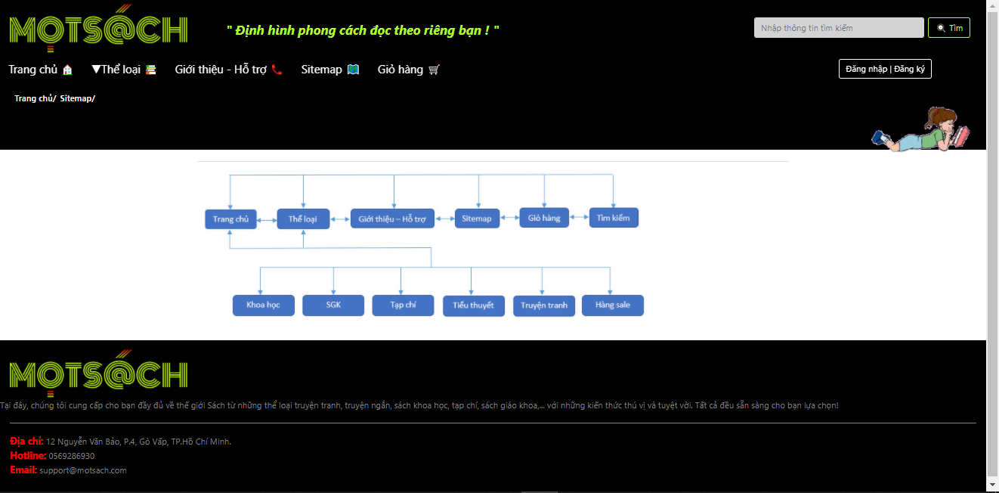 MỌTSÁCH
" Định hình phong cách đọc theo riêng bạn ! "
Nhập thông tin tìm kiếm
Tìm
Trang chủ ▼Thể loại Giới thiệu - Hỗ trợ Sitemap Giỏ hàng
Đăng nhập | Đăng ký
Trang chủ/ Sitemap/
Trang chủ Thể loại Giới thiệu – Hỗ trợ Sitemap Giỏ hàng Tìm kiếm
Khoa học SGK Tạp chí Tiểu thuyết Truyện tranh Hàng sale
MỌTSÁCH
Tại đây, chúng tôi cung cấp cho bạn đầy đủ về thế giới Sách từ những thể loại truyện tranh, truyện ngắn, sách khoa học, tạp chí, sách giáo khoa,... với những kiến thức thú vị và tuyệt vời. Tất cả đều sẵn sàng cho bạn lựa chọn!
Địa chỉ: 12 Nguyễn Văn Bảo, P.4, Gò Vấp, TP.Hồ Chí Minh.
Hotline: 0569286930
Email: support@motsach.com